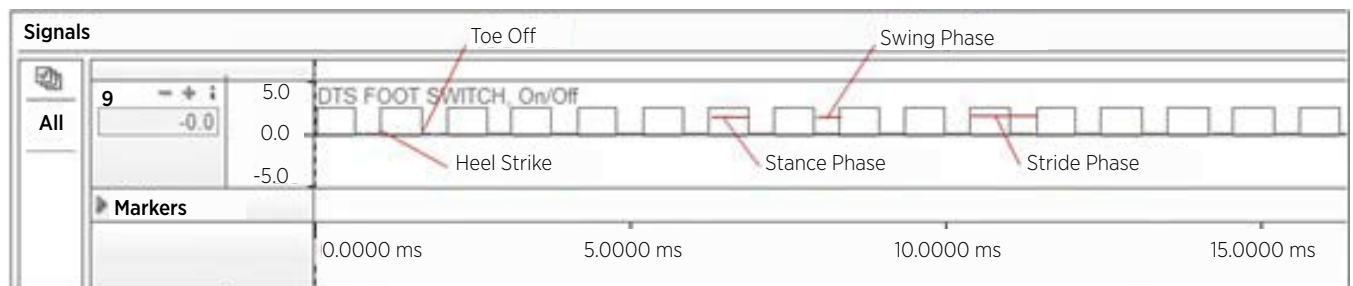 Signals
Toe Off
Swing Phase
All
9 - + :
-0.0
5.0
0.0
-5.0
DTS FOOT SWITCH, On/Off
Heel Strike
Stance Phase
Stride Phase
Markers
0.0000 ms
5.0000 ms
10.0000 ms
15.0000 ms